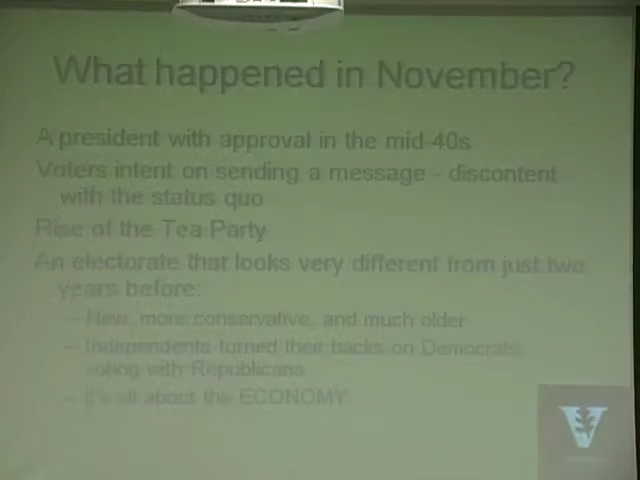 What happened in November?
A president with approval in the mid-40s
Voters intent on sending a message - discontent
with the status quo
Rise of the Tea Party
An electorate that looks very different from just two
years before:
– New, more conservative, and much older
– Independents turned their backs on Democrats,
voting with Republicans
– It's all about the ECONOMY
V